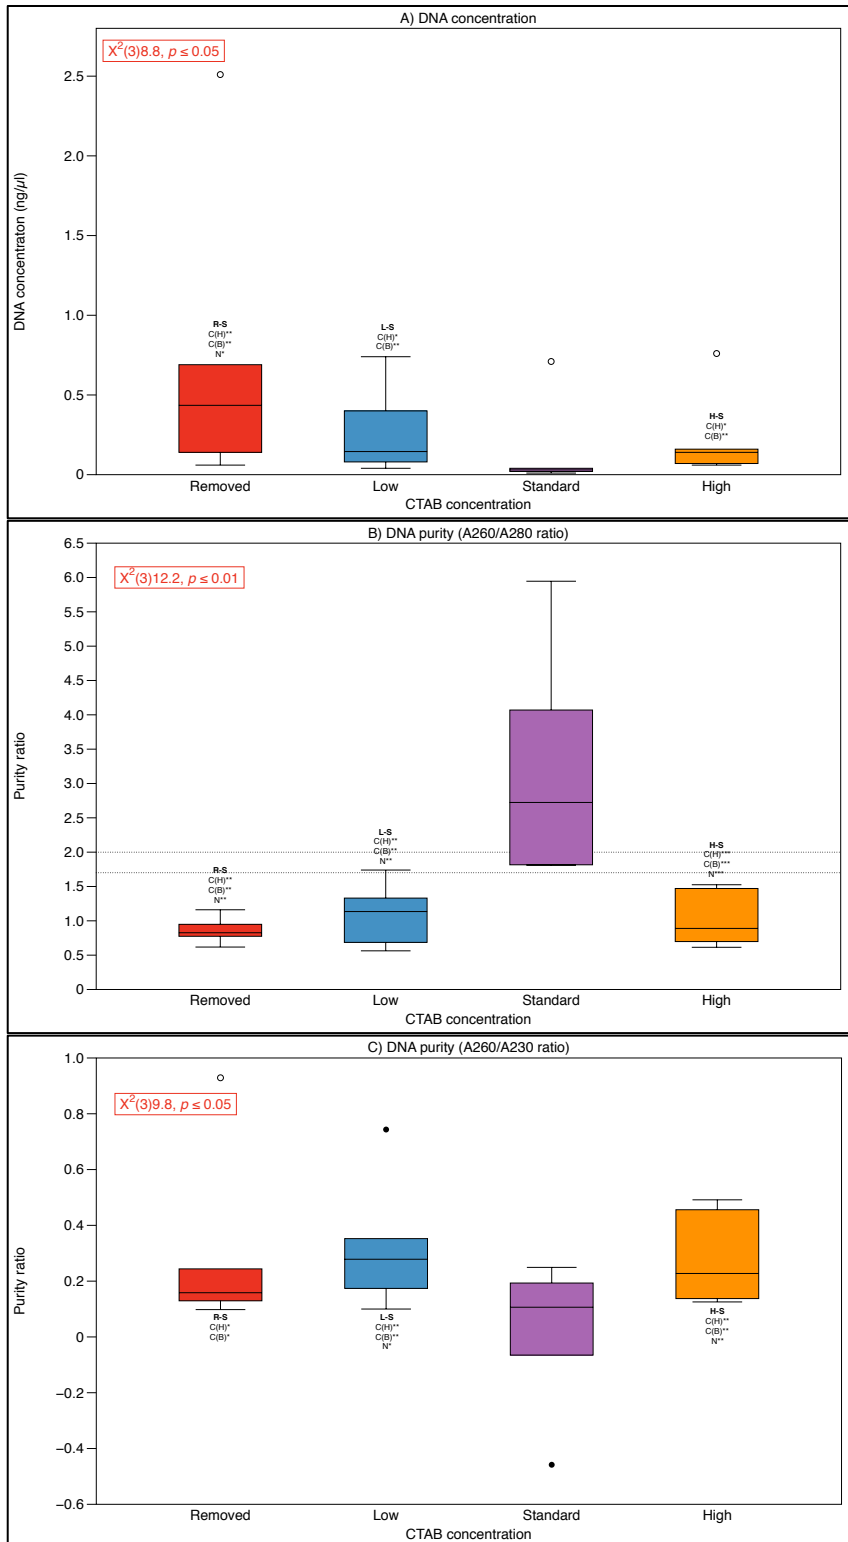 A) DNA concentration
X²(3)8.8, p ≤ 0.05
DNA concentraton (ng/µl)
2.5
2.0
1.5
1.0
0.5
0
R-S
C(H)**
C(B)**
N*
L-S
C(H)*
C(B)**
H-S
C(H)*
C(B)**
Removed Low Standard High
CTAB concentration
B) DNA purity (A260/A280 ratio)
X²(3)12.2, p ≤ 0.01
Purity ratio
6.5
6.0
5.5
5.0
4.5
4.0
3.5
3.0
2.5
2.0
1.5
1.0
0.5
0
R-S
C(H)**
C(B)**
N**
L-S
C(H)**
C(B)**
N**
H-S
C(H)***
C(B)***
N***
Removed Low Standard High
CTAB concentration
C) DNA purity (A260/A230 ratio)
X²(3)9.8, p ≤ 0.05
Purity ratio
1.0
0.8
0.6
0.4
0.2
0
−0.2
−0.4
−0.6
R-S
C(H)*
C(B)*
L-S
C(H)**
C(B)**
N*
H-S
C(H)**
C(B)**
N**
Removed Low Standard High
CTAB concentration